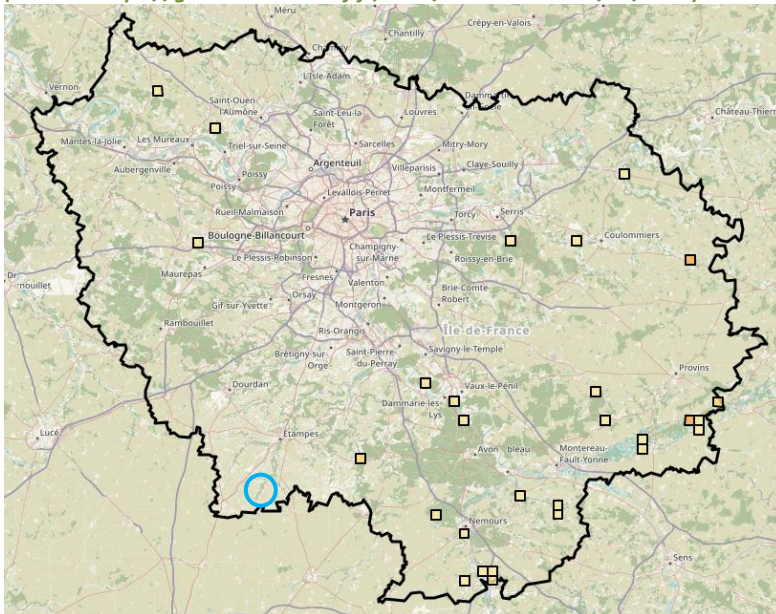 Méru
Crépy-en-Valois
Chantilly
L'Isle-Adam
Vernon
Saint-Ouen
l'Aumône
Saint-Leu-la
Forêt
Louvres
Château-Thierr
Mantes-la-Jolie
Les Mureaux
Triel-sur-Seine
Sarcelles
Mitry-Mory
Aubergenville
Poissy
Argenteuil
Villeparisis
Claye-Souilly
Poissy
Levallois-Perret
Montfermeil
Rueil-Malmaison
Paris
Torcy
Serris
Boulogne-Billancourt
Champigny-
sur-Marne
Le Plessis-Trévise
Coulommiers
Maurepas
Le Plessis-Robinson
Roissy-en-Brie
Fresnes
Valenton
Gif-sur-Yvette
Orsay
Montgeron
Brie-Comte
Robert
Rambouillet
Ris-Orangis
Île-de-France
Brétigny-sur
Orge
Saint-Pierre
du-Perray
Savigny-le-Temple
Provins
Dourdan
Dammarie-les-
Lys
Vaux-le-Pénil
Lucé
Étampes
Avon
bleau
Montereau-
Fault-Yonne
Nemours
Sens